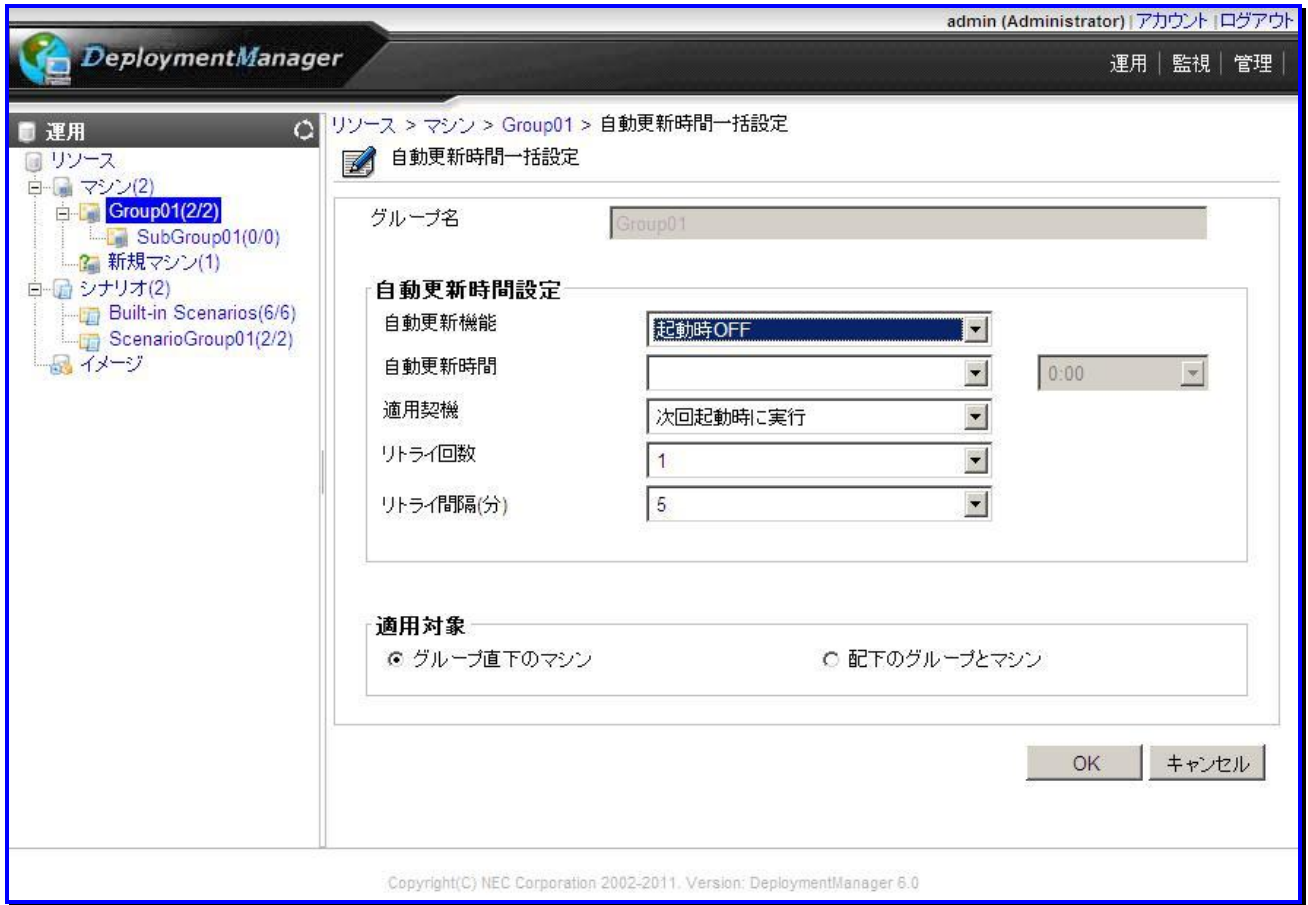 admin (Administrator) | アカウント | ログアウト
DeploymentManager
運用 | 監視 | 管理 |
運用
リソース > マシン > Group01 > 自動更新時間一括設定
自動更新時間一括設定
リソース
マシン(2)
Group01(2/2)
SubGroup01(0/0)
新規マシン(1)
シナリオ(2)
Built-in Scenarios(6/6)
ScenarioGroup01(2/2)
イメージ
グループ名 Group01
自動更新時間設定
自動更新機能 起動時OFF
自動更新時間 0:00
適用契機 次回起動時に実行
リトライ回数 1
リトライ間隔(分) 5
適用対象
グループ直下のマシン 配下のグループとマシン
OK キャンセル
Copyright(C) NEC Corporation 2002-2011. Version: DeploymentManager 6.0